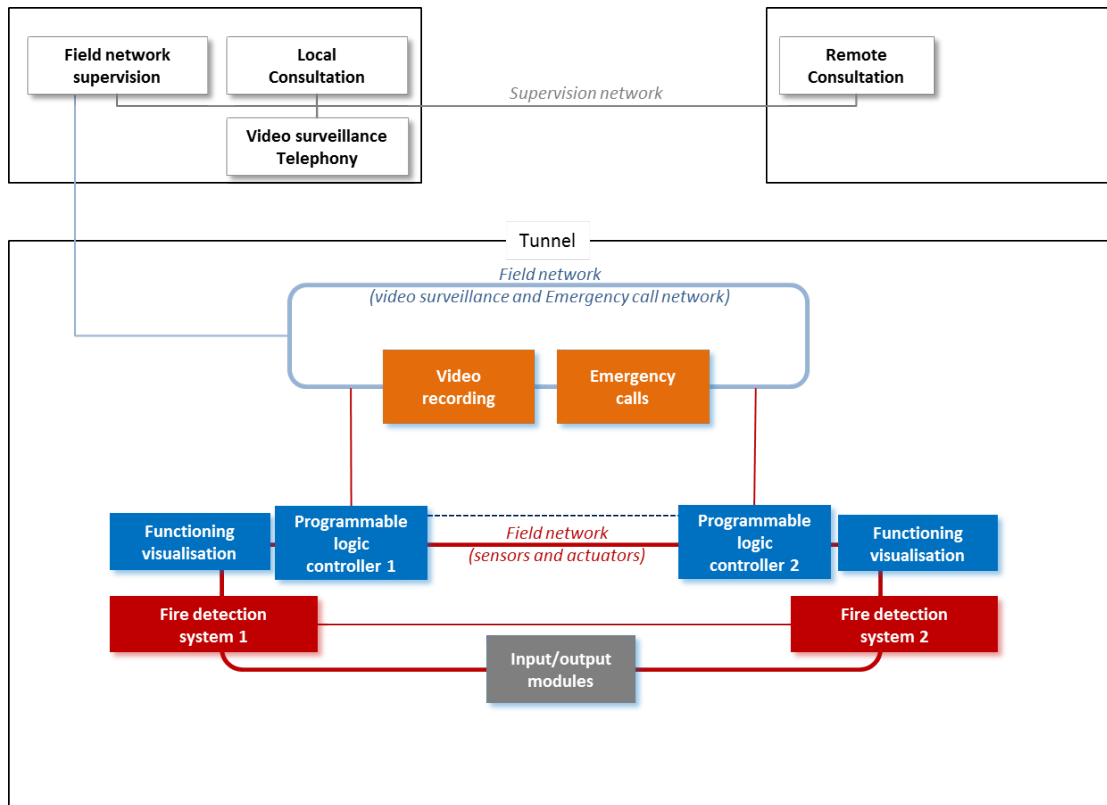 Field network
supervision
Local
Consultation
Remote
Consultation
Supervision network
Video surveillance
Telephony
Tunnel
Field network
(video surveillance and Emergency call network)
Video
recording
Emergency
calls
Functioning
visualisation
Programmable
logic
controller 1
Field network
(sensors and actuators)
Programmable
logic
controller 2
Functioning
visualisation
Fire detection
system 1
Fire detection
system 2
Input/output
modules